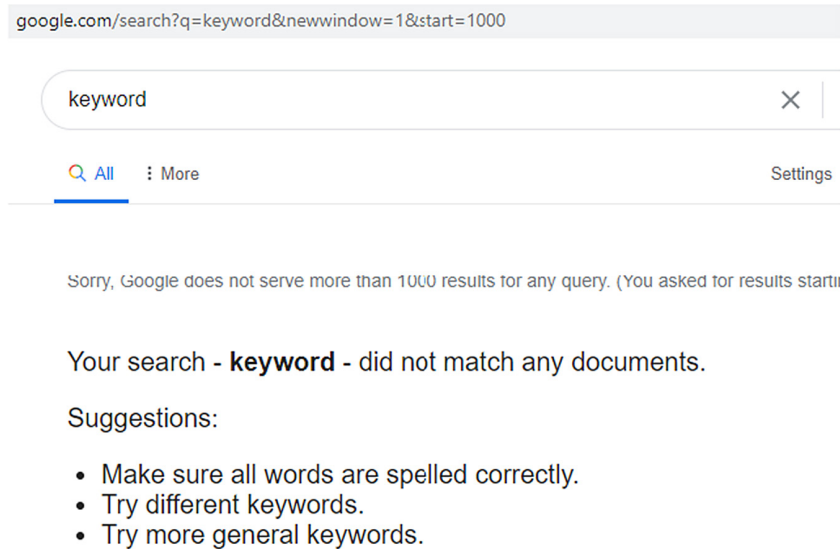 google.com/search?q=keyword&newwindow=1&start=1000
keyword
All More Settings
Sorry, Google does not serve more than 1000 results for any query. (You asked for results
Your search - keyword - did not match any documents.
Suggestions:
• Make sure all words are spelled correctly.
• Try different keywords.
• Try more general keywords.